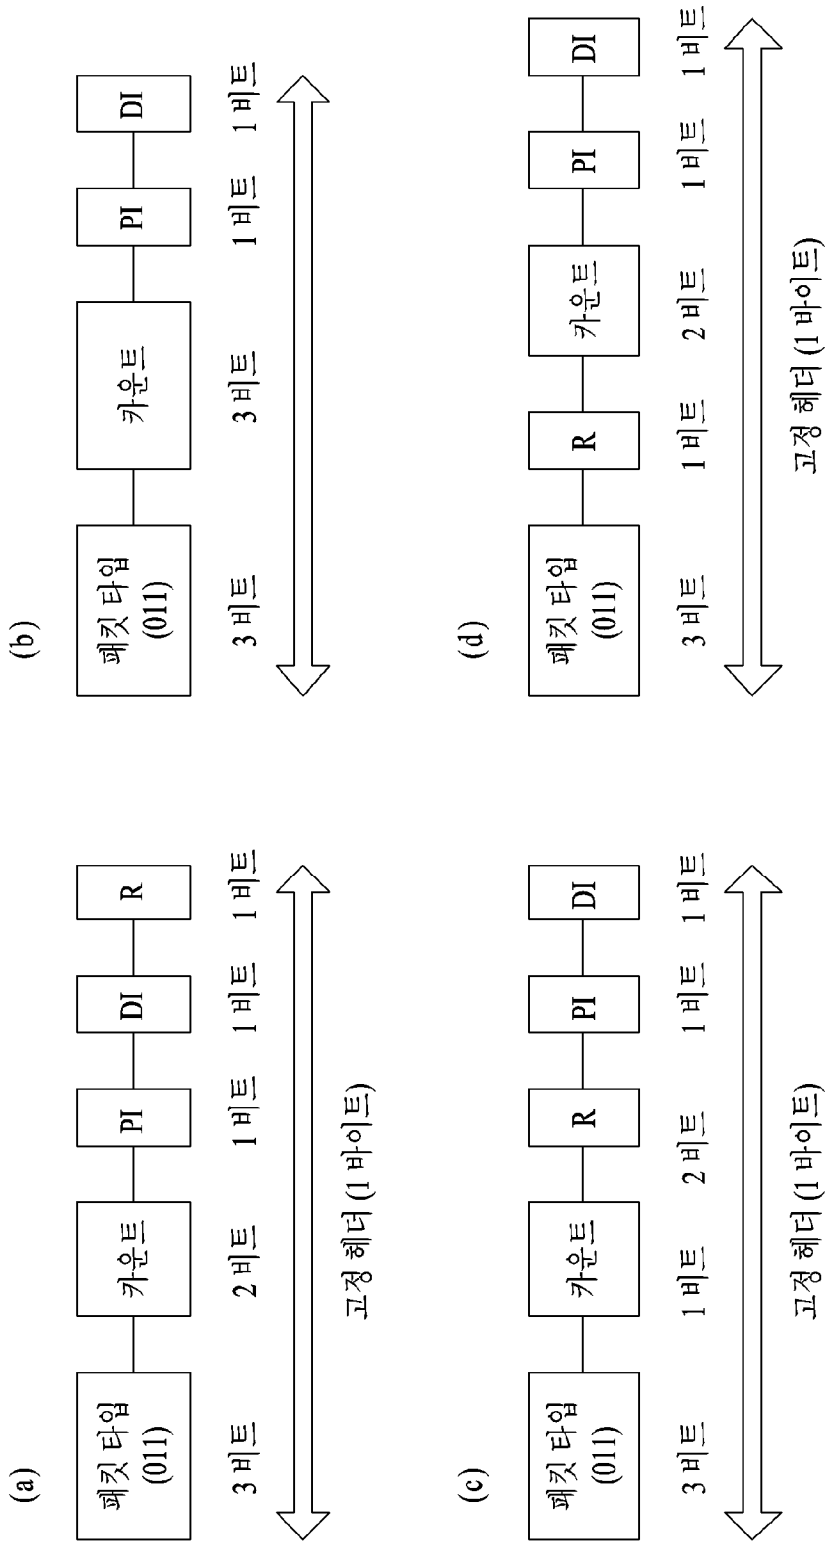 (a)
패킷 타입
(011)
카운트
PI
DI
R
3 비트
2 비트
1 비트
1 비트
1 비트
고정 헤더 (1 바이트)
(b)
패킷 타입
(011)
카운트
PI
DI
3 비트
3 비트
1 비트
1 비트
(c)
패킷 타입
(011)
카운트
R
PI
DI
3 비트
1 비트
2 비트
1 비트
1 비트
고정 헤더 (1 바이트)
(d)
패킷 타입
(011)
R
카운트
PI
DI
3 비트
1 비트
2 비트
1 비트
1 비트
고정 헤더 (1 바이트)